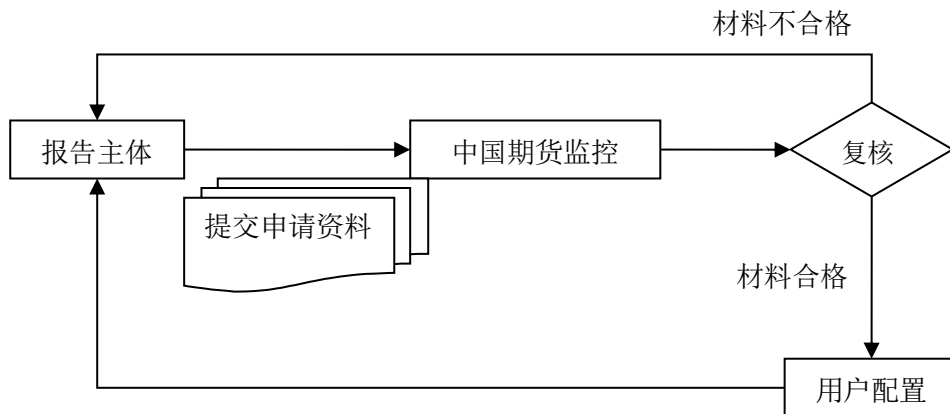 材料不合格
报告主体
中国期货监控
复核
提交申请资料
材料合格
用户配置